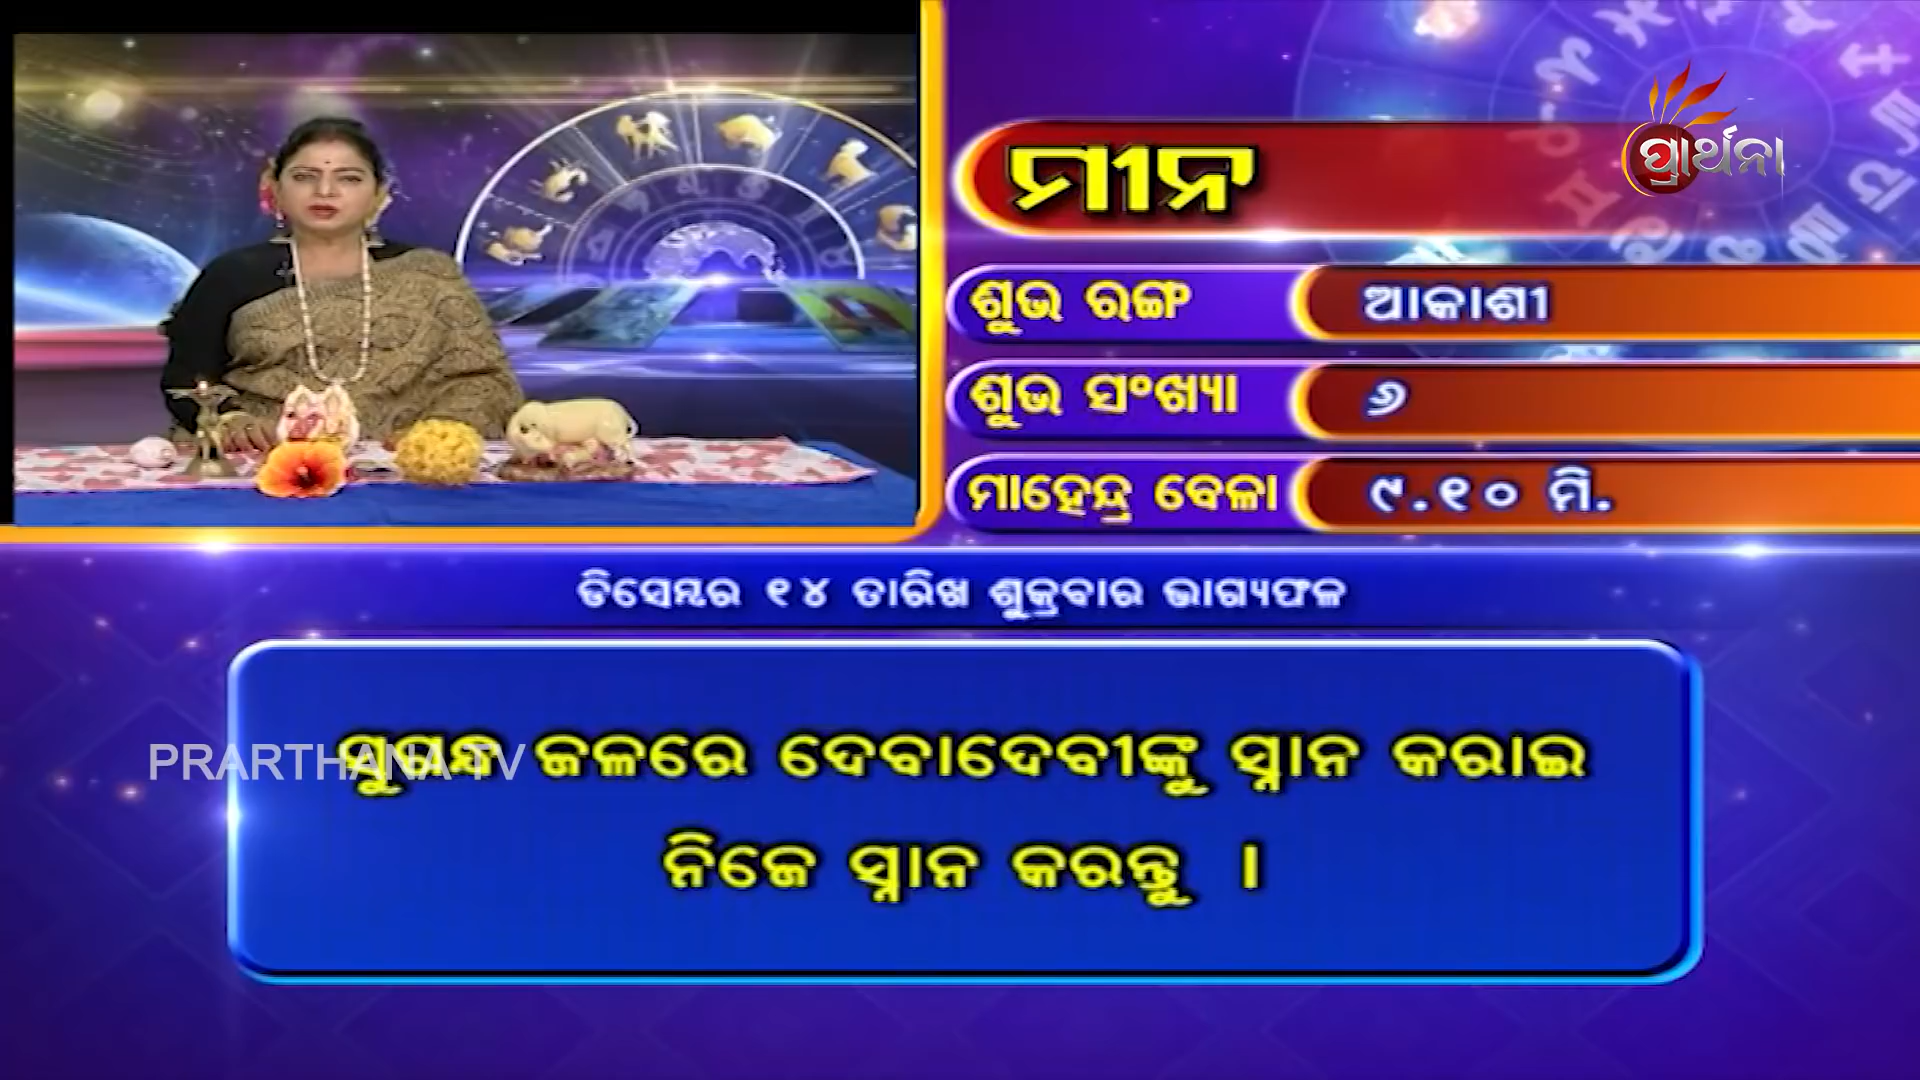 ପ୍ରାର୍ଥନା
ମୀନ
ଶୁଭ ରଙ୍ଗ ଆକାଶୀ
ଶୁଭ ସଂଖ୍ୟା ୬
ମାହେନ୍ଦ୍ର ବେଳା ୯.୧୦ ମି.
ଡିସେମ୍ବର ୧୪ ତାରିଖ ଶୁକ୍ରବାର ଭାଗ୍ୟଫଳ
PRARTHANA TV
ସୁଗନ୍ଧ ଜଳରେ ଦେବାଦେବୀଙ୍କୁ ସ୍ନାନ କରାଇ
ନିଜେ ସ୍ନାନ କରନ୍ତୁ ।